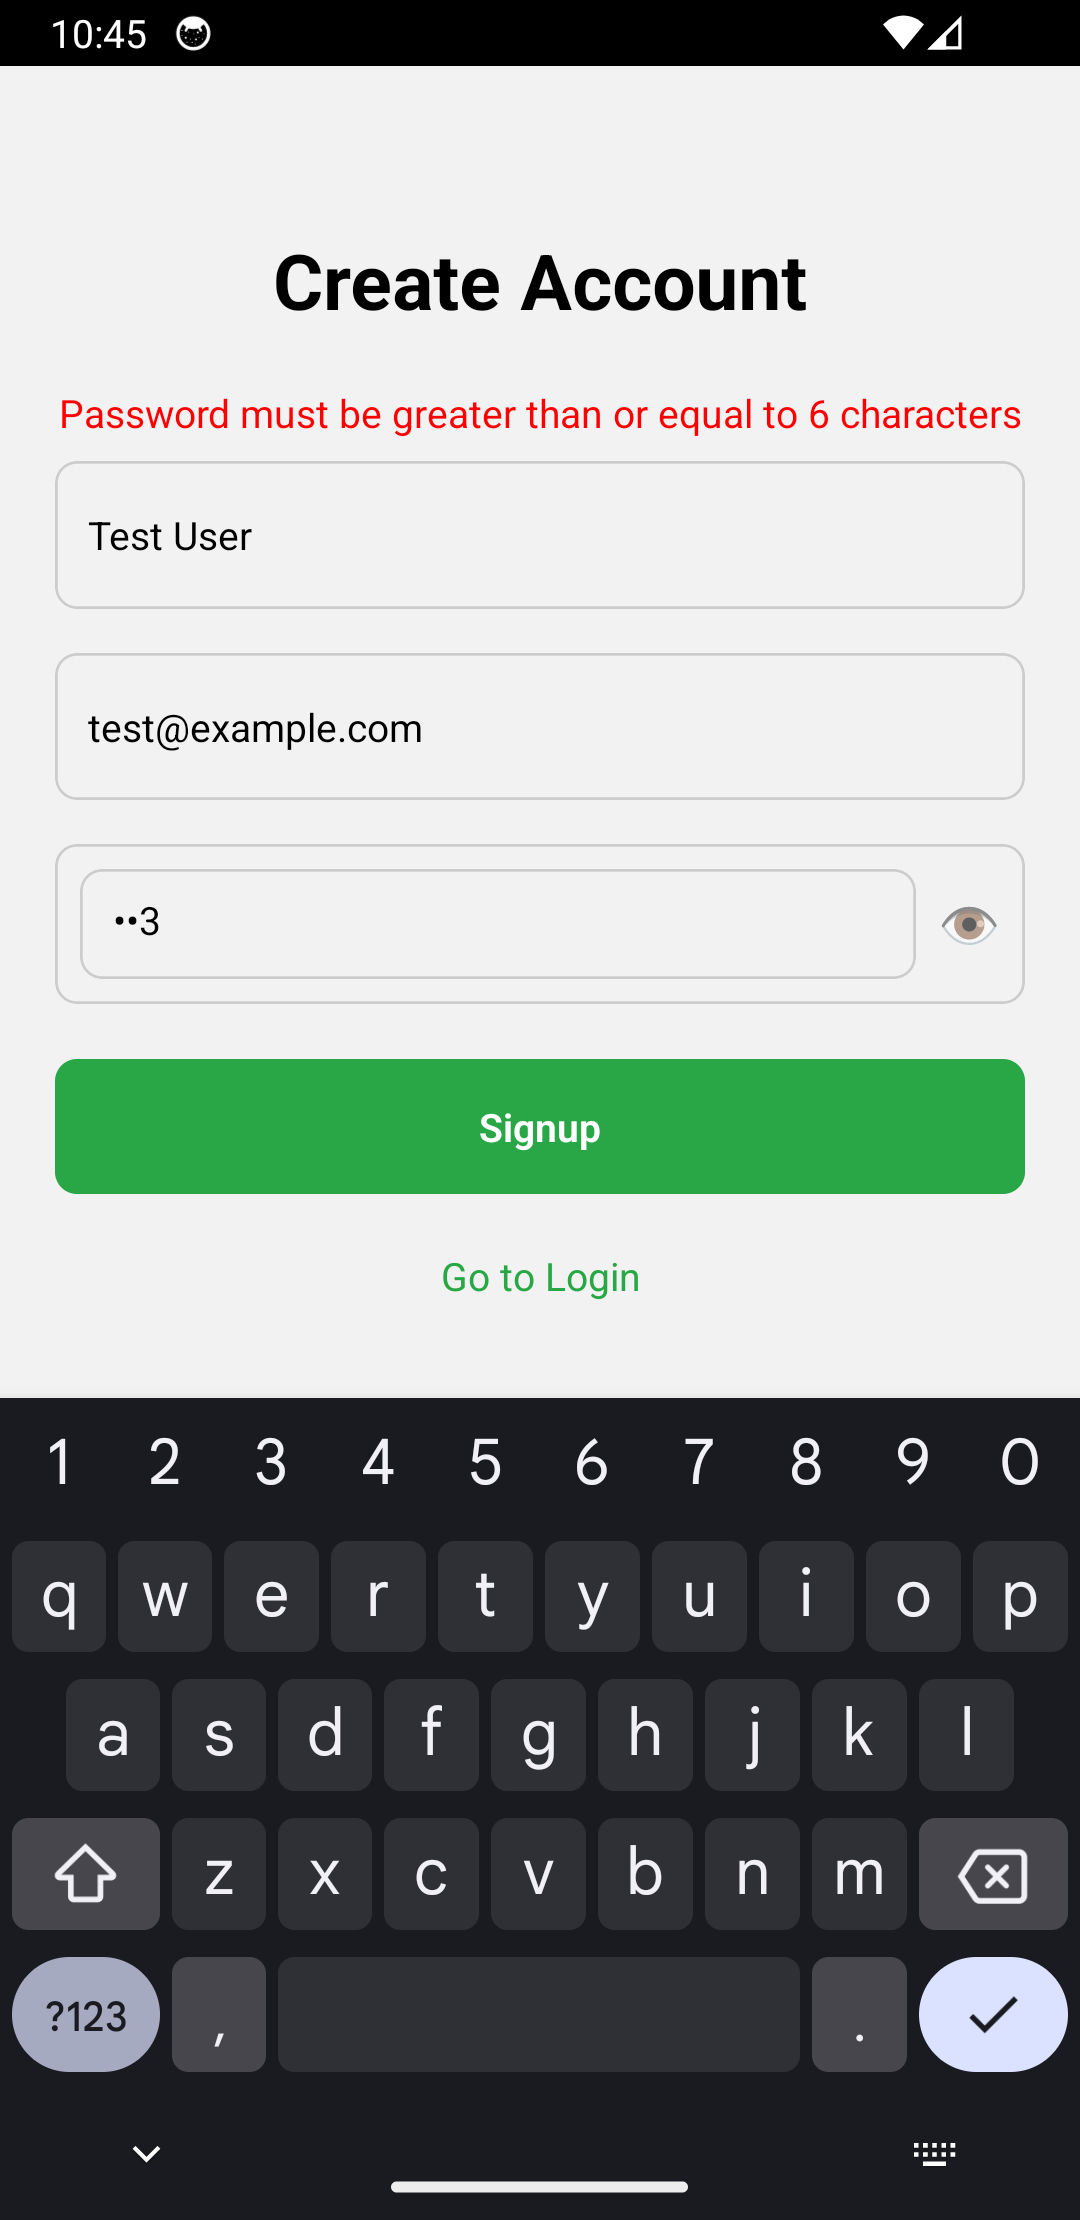 10:45
Create Account
Password must be greater than or equal to 6 characters
Test User
test@example.com
••3
Signup
Go to Login
1 2 3 4 5 6 7 8 9 0
q w e r t y u i o p
a s d f g h j k l
z x c v b n m
?123 , .